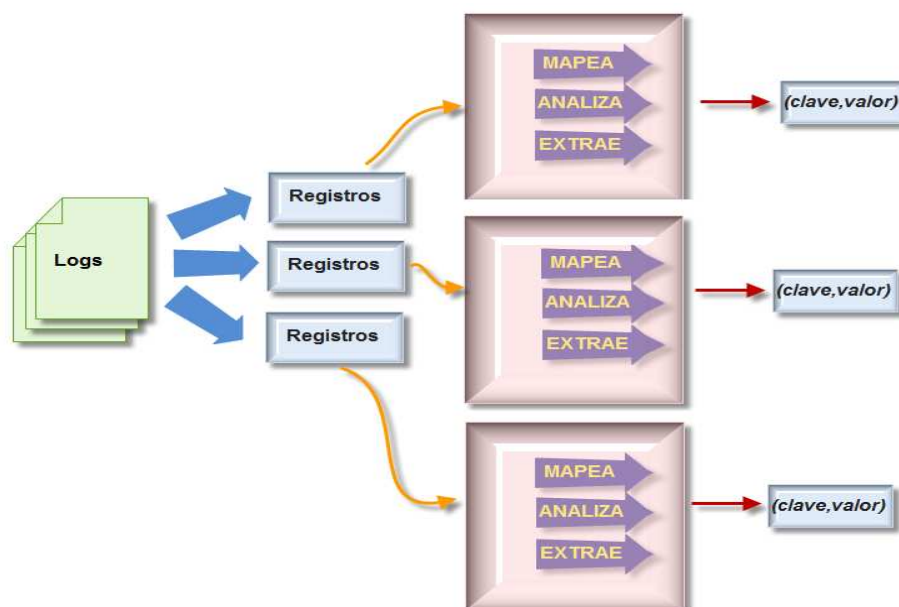 Logs
Registros
Registros
Registros
MAPEA
ANALIZA
EXTRAE
(clave,valor)
MAPEA
ANALIZA
EXTRAE
(clave,valor)
MAPEA
ANALIZA
EXTRAE
(clave,valor)